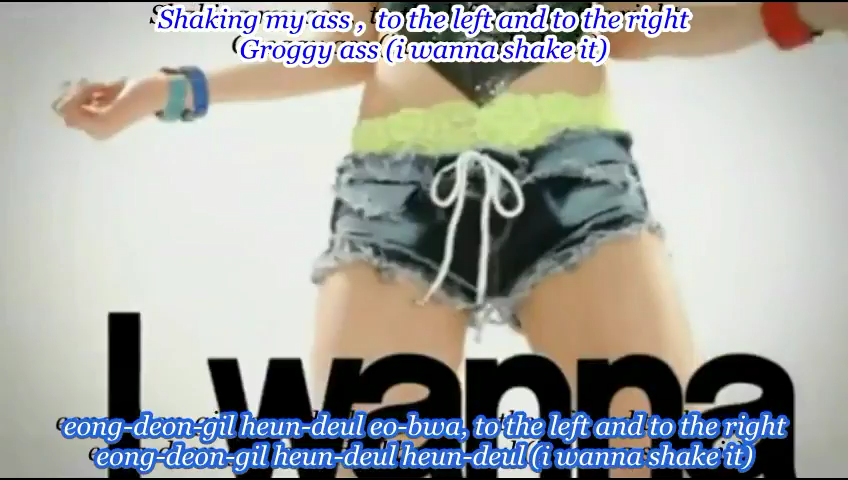 Shaking my ass , to the left and to the right
Groggy ass (i wanna shake it)
I wanna
eong-deon-gil heun-deul eo-bwa, to the left and to the right
eong-deon-gil heun-deul heun-deul (i wanna shake it)